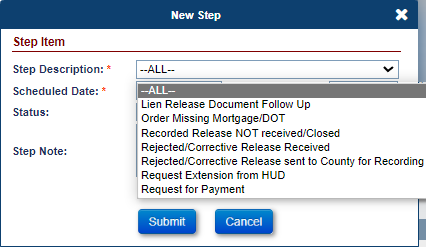 New Step
Step Item
Step Description: * --ALL--
Scheduled Date: *
--ALL--
Lien Release Document Follow Up
Status:
Order Missing Mortgage/DOT
Recorded Release NOT received/Closed
Rejected/Corrective Release Received
Step Note:
Rejected/Corrective Release sent to County for Recording
Request Extension from HUD
Request for Payment
Submit Cancel